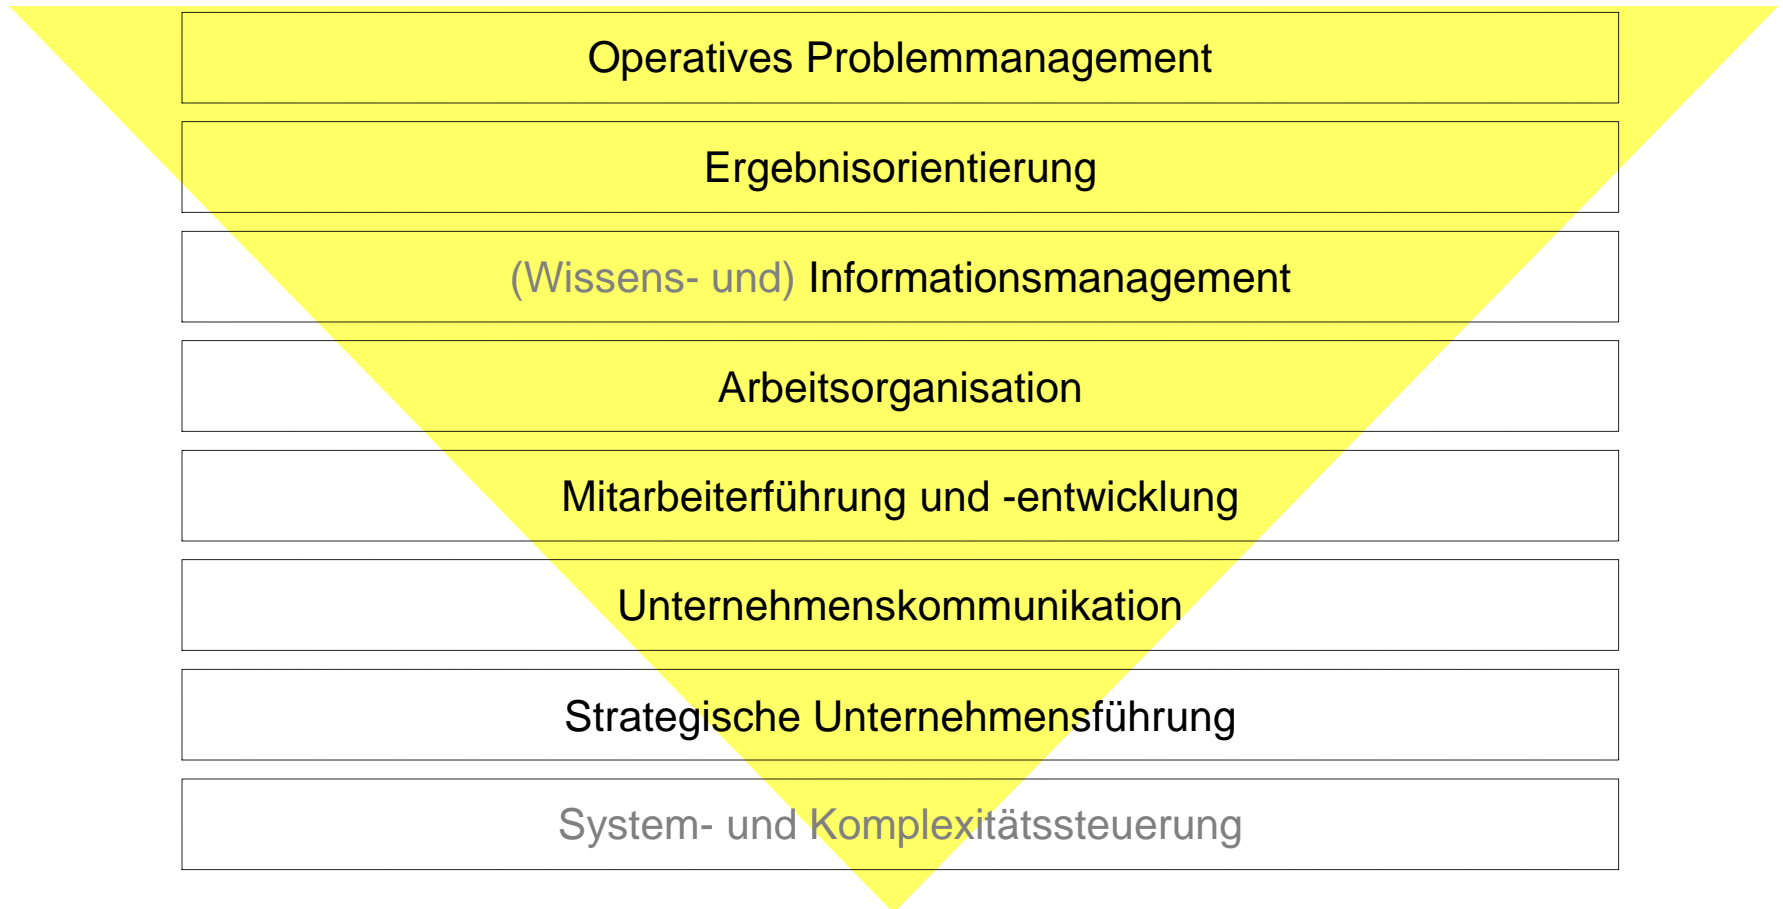 Operatives Problemmanagement
Ergebnisorientierung
(Wissens- und) Informationsmanagement
Arbeitsorganisation
Mitarbeiterführung und -entwicklung
Unternehmenskommunikation
Strategische Unternehmensführung
System- und Komplexitätssteuerung